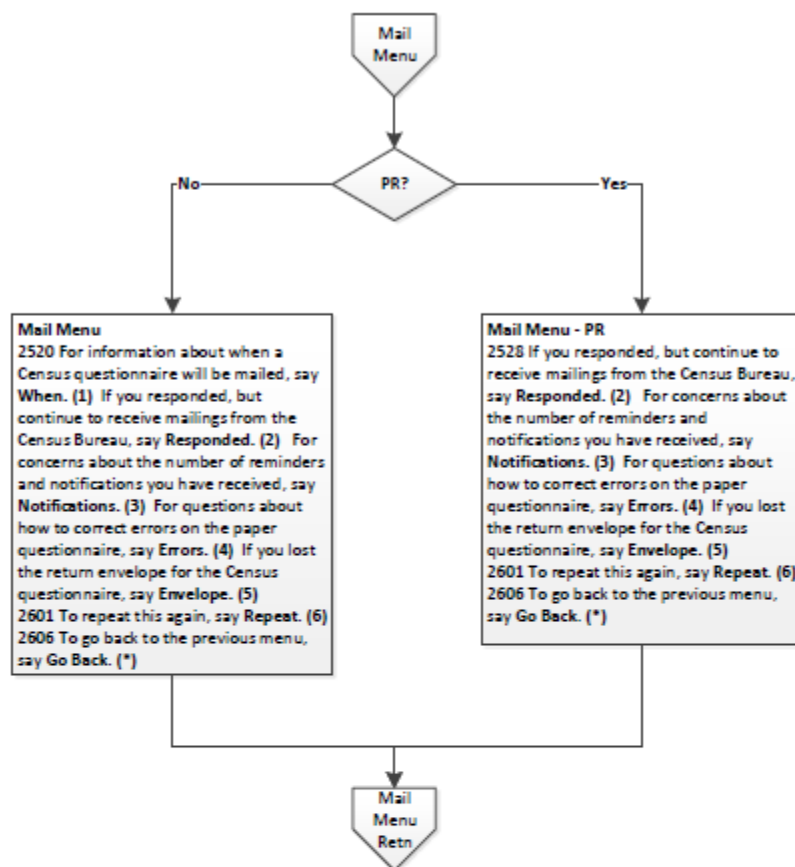 Mail
Menu
PR?
No
Yes
Mail Menu
2520 For information about when a
Census questionnaire will be mailed, say
When. (1) If you responded, but
continue to receive mailings from the
Census Bureau, say Responded. (2) For
concerns about the number of reminders
and notifications you have received, say
Notifications. (3) For questions about
how to correct errors on the paper
questionnaire, say Errors. (4) If you lost
the return envelope for the Census
questionnaire, say Envelope. (5)
2601 To repeat this again, say Repeat. (6)
2606 To go back to the previous menu,
say Go Back. (*)
Mail Menu - PR
2528 If you responded, but continue to
receive mailings from the Census Bureau,
say Responded. (2) For concerns about
the number of reminders and
notifications you have received, say
Notifications. (3) For questions about
how to correct errors on the paper
questionnaire, say Errors. (4) If you lost
the return envelope for the Census
questionnaire, say Envelope. (5)
2601 To repeat this again, say Repeat. (6)
2606 To go back to the previous menu,
say Go Back. (*)
Mail
Menu
Retn